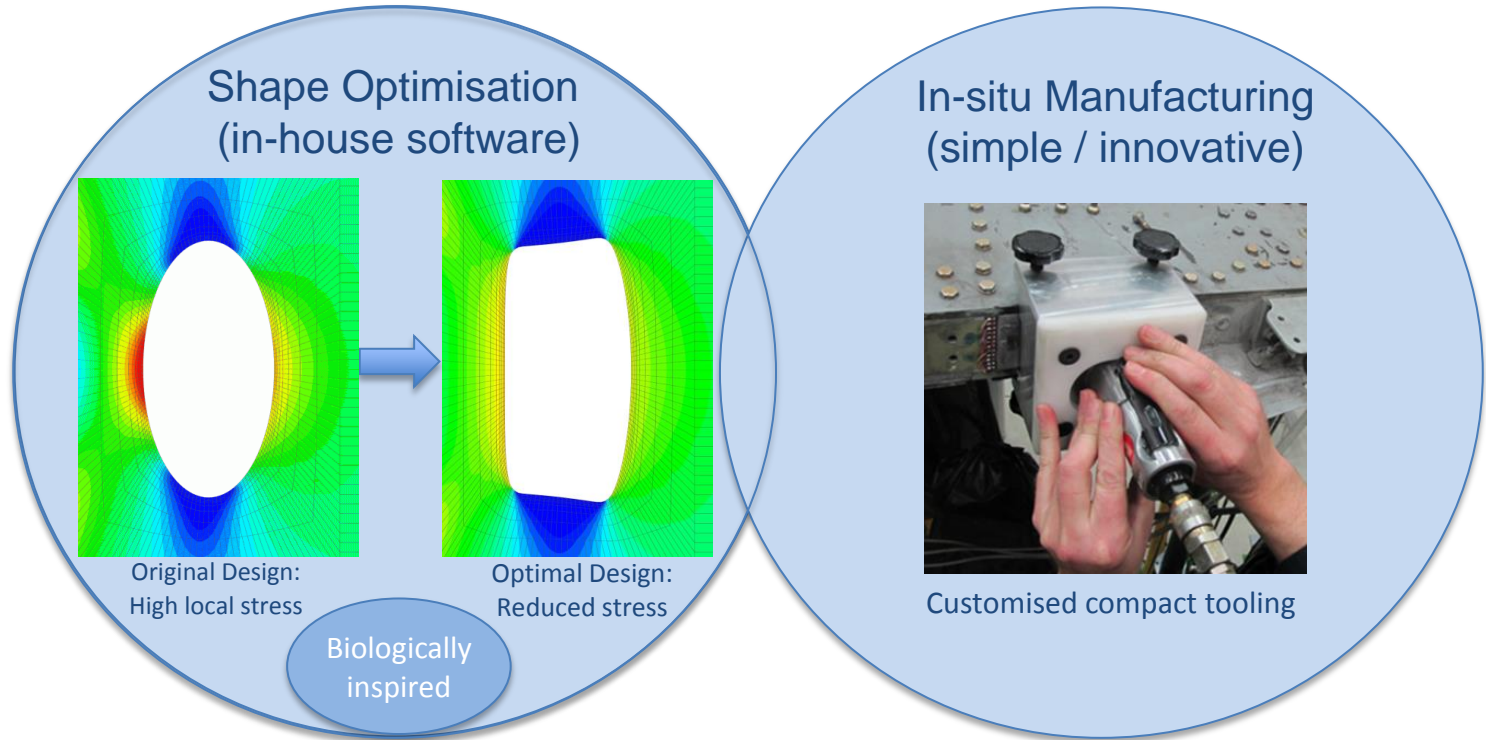 Shape Optimisation
(in-house software)
Original Design:
High local stress
Optimal Design:
Reduced stress
Biologically
inspired
In-situ Manufacturing
(simple / innovative)
Customised compact tooling